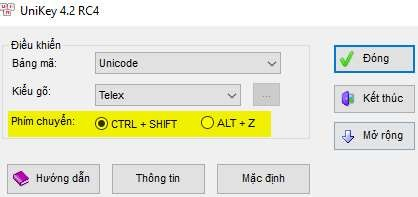 UniKey 4.2 RC4
Điều khiển
Bảng mã: Unicode
Kiểu gõ: Telex ...
Phím chuyển: CTRL + SHIFT ALT + Z
Đóng
Kết thúc
Mở rộng
Hướng dẫn Thông tin Mặc định